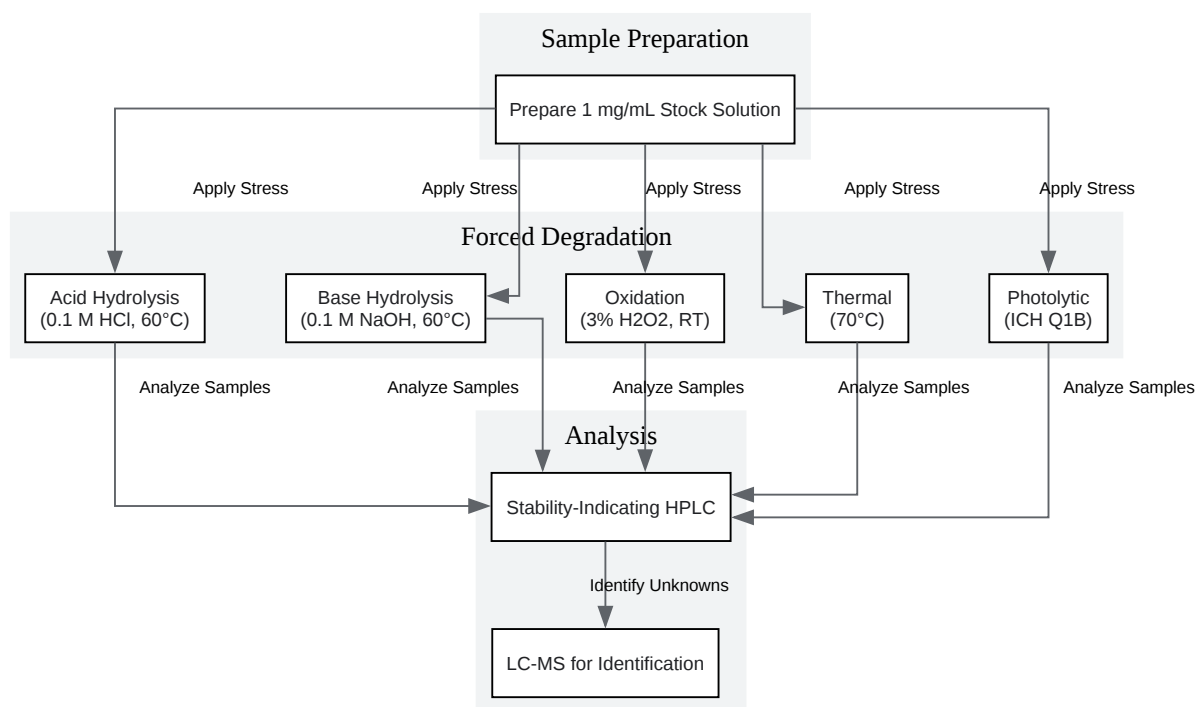 Sample Preparation
Prepare 1 mg/mL Stock Solution
Apply Stress
Apply Stress
Apply Stress
Apply Stress
Apply Stress
Forced Degradation
Acid Hydrolysis
(0.1 M HCl, 60°C)
Base Hydrolysis
(0.1 M NaOH, 60°C)
Oxidation
(3% H2O2, RT)
Thermal
(70°C)
Photolytic
(ICH Q1B)
Analyze Samples
Analyze Samples
Analyze Samples
Analyze Samples
Analyze Samples
Analysis
Stability-Indicating HPLC
Identify Unknowns
LC-MS for Identification